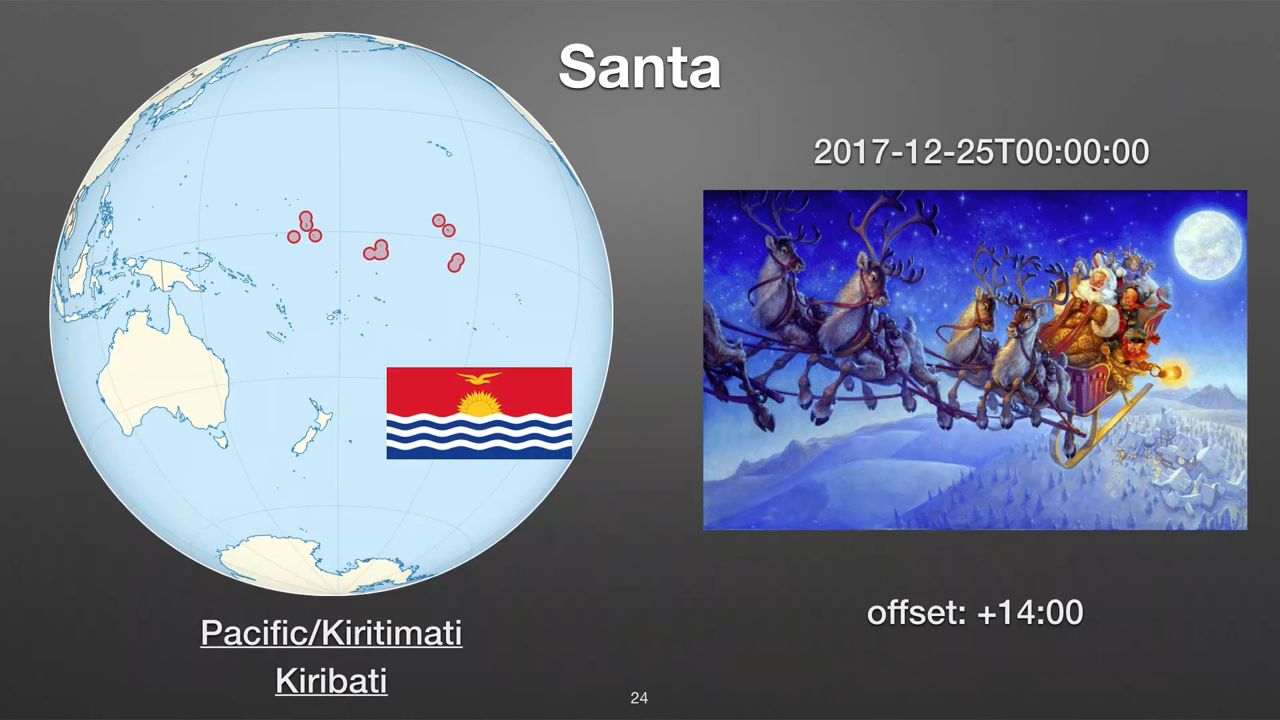 Santa
2017-12-25T00:00:00
offset: +14:00
Pacific/Kiritimati
Kiribati
24